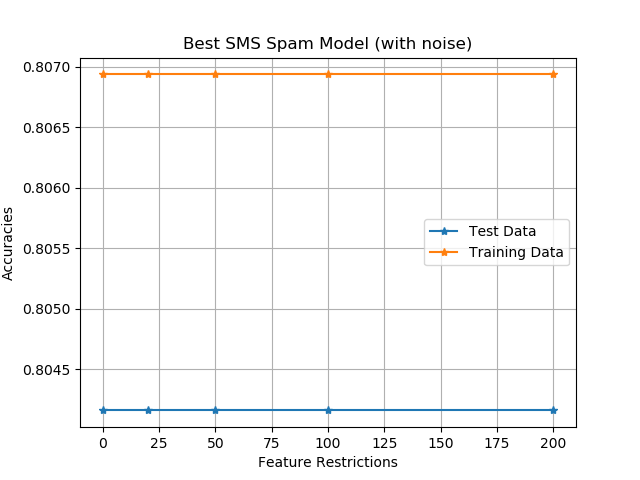 Best SMS Spam Model (with noise)
0.8070
0.8065
0.8060
0.8055
0.8050
0.8045
Accuracies
Test Data
Training Data
0 25 50 75 100 125 150 175 200
Feature Restrictions